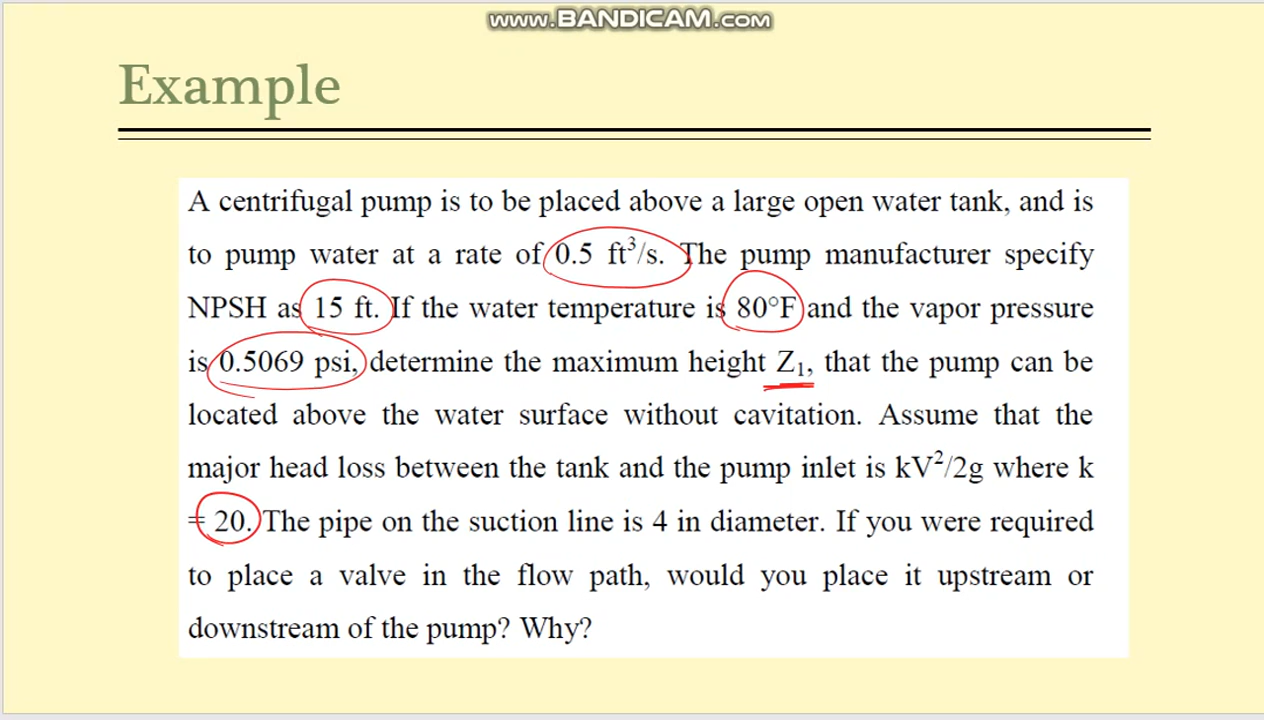 www.BANDICAM.com
Example
A centrifugal pump is to be placed above a large open water tank, and is
to pump water at a rate of 0.5 ft³/s. The pump manufacturer specify
NPSH as 15 ft. If the water temperature is 80°F and the vapor pressure
is 0.5069 psi, determine the maximum height Z₁, that the pump can be
located above the water surface without cavitation. Assume that the
major head loss between the tank and the pump inlet is kV²/2g where k
= 20. The pipe on the suction line is 4 in diameter. If you were required
to place a valve in the flow path, would you place it upstream or
downstream of the pump? Why?